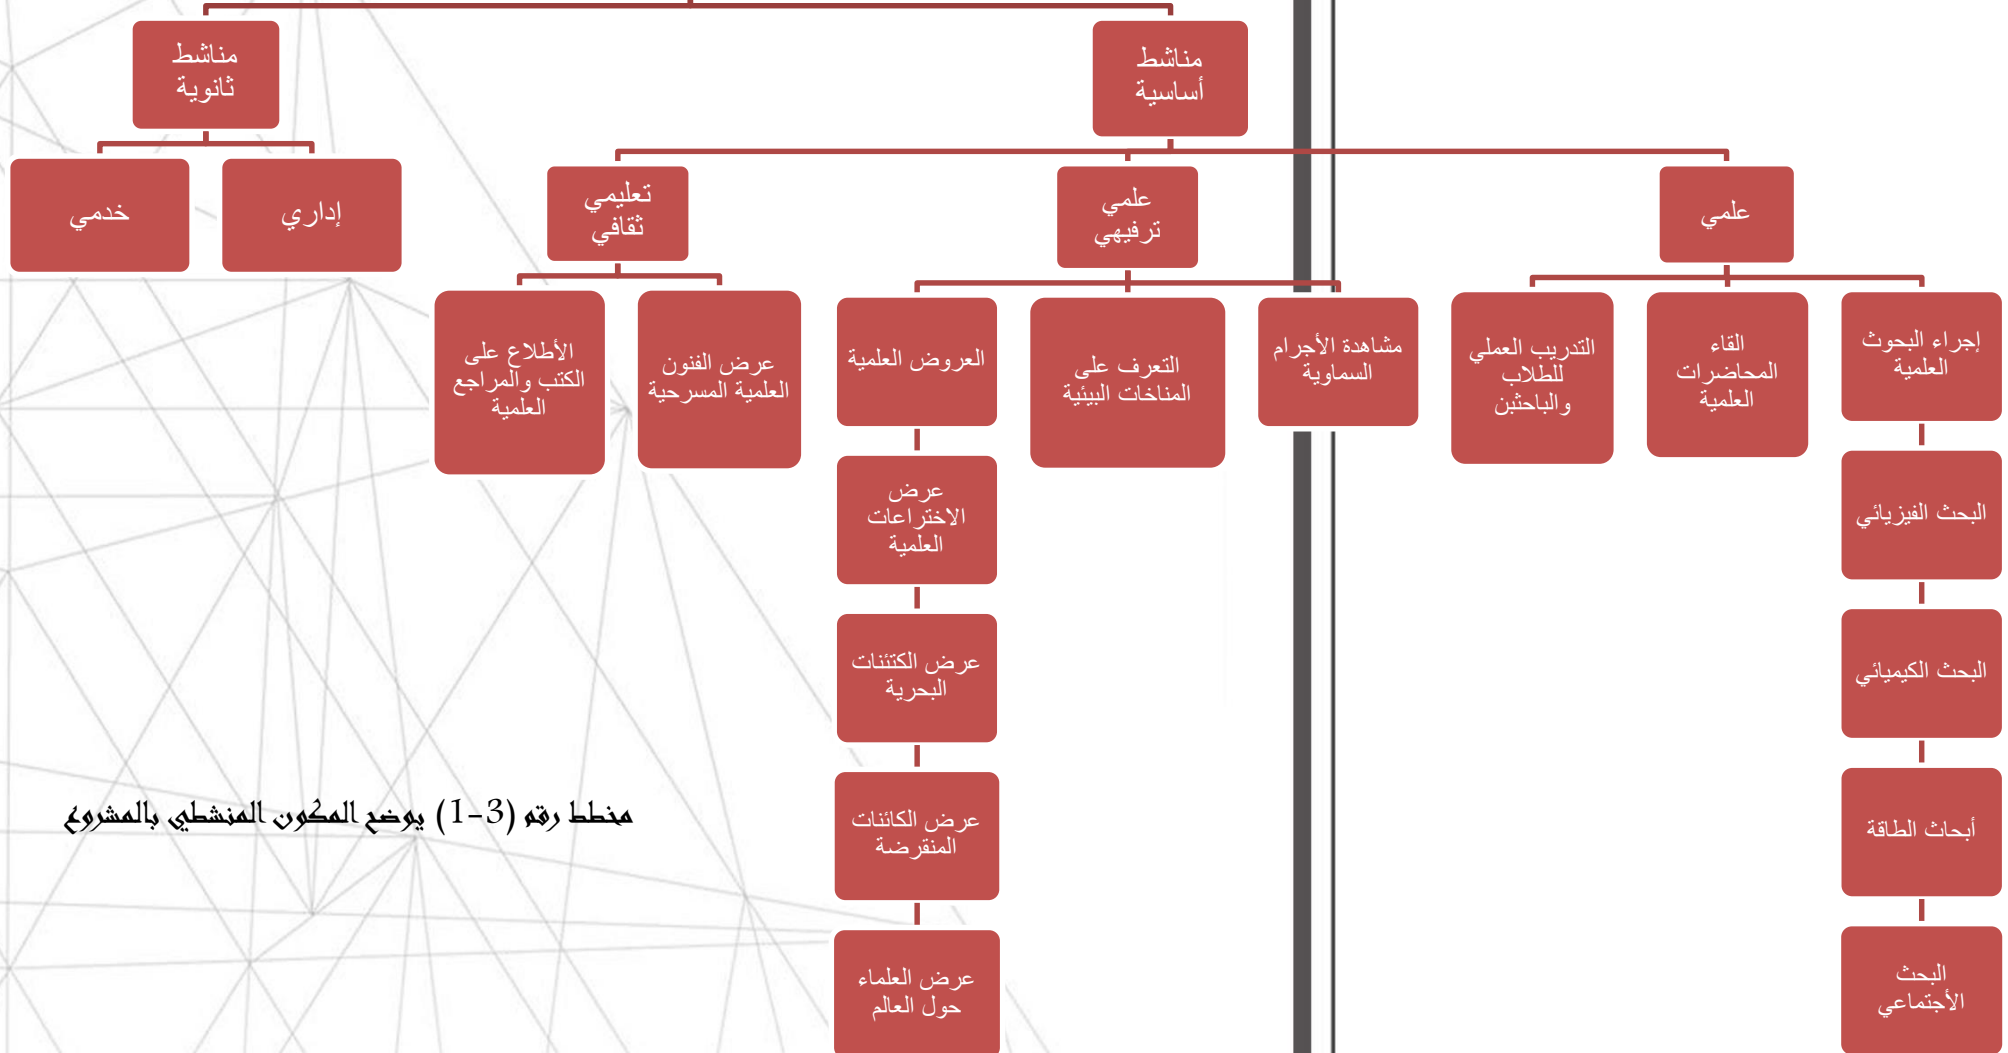 مناشط
أساسية
مناشط
ثانوية
علمي
علمي
ترفيهي
تعليمي
ثقافي
إداري
خدمي
إجراء البحوث
العلمية
القاء
المحاضرات
العلمية
التدريب العملي
للطلاب
والباحثبن
مشاهدة الأجرام
السماوية
التعرف على
المناخات البيئية
العروض العلمية
عرض الفنون
العلمية المسرحية
الأطلاع على
الكتب والمراجع
العلمية
البحث الفيزيائي
البحث الكيميائي
أبحاث الطاقة
البحث
الأجتماعي
عرض
الاختراعات
العلمية
عرض الكتئنات
البحرية
عرض الكائنات
المنقرضة
عرض العلماء
حول العالم
مخطط رقم (3-1) يوضح المكون المنشطي بالمشروع